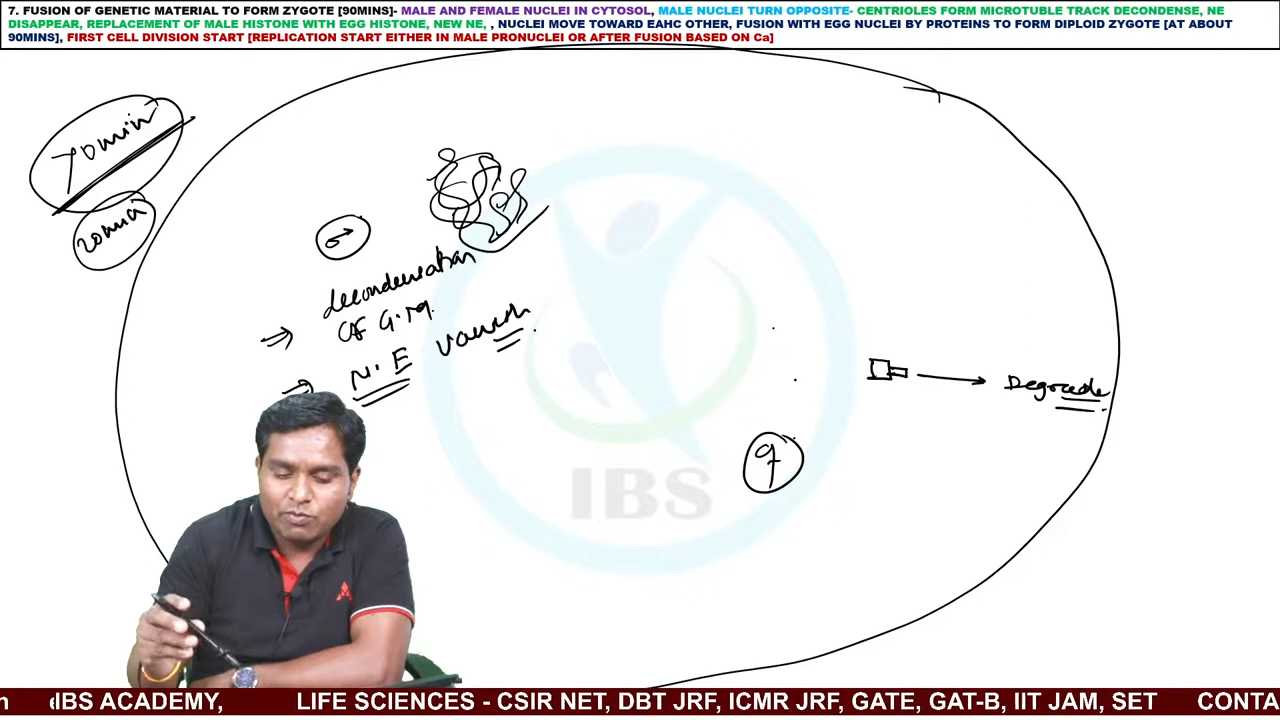 7. FUSION OF GENETIC MATERIAL TO FORM ZYGOTE [90MINS]- MALE AND FEMALE NUCLEI IN CYTOSOL, MALE NUCLEI TURN OPPOSITE- CENTRIOLES FORM MICROTUBLE TRACK DECONDENSE, NE
DISAPPEAR, REPLACEMENT OF MALE HISTONE WITH EGG HISTONE, NEW NE, , NUCLEI MOVE TOWARD EAHC OTHER, FUSION WITH EGG NUCLEI BY PROTEINS TO FORM DIPLOID ZYGOTE [AT ABOUT
90MINS], FIRST CELL DIVISION START [REPLICATION START EITHER IN MALE PRONUCLEI OR AFTER FUSION BASED ON Ca]
decondensation
N.E Vanish
Degrade
IBS
IBS ACADEMY, LIFE SCIENCES - CSIR NET, DBT JRF, ICMR JRF, GATE, GAT-B, IIT JAM, SET CONTA